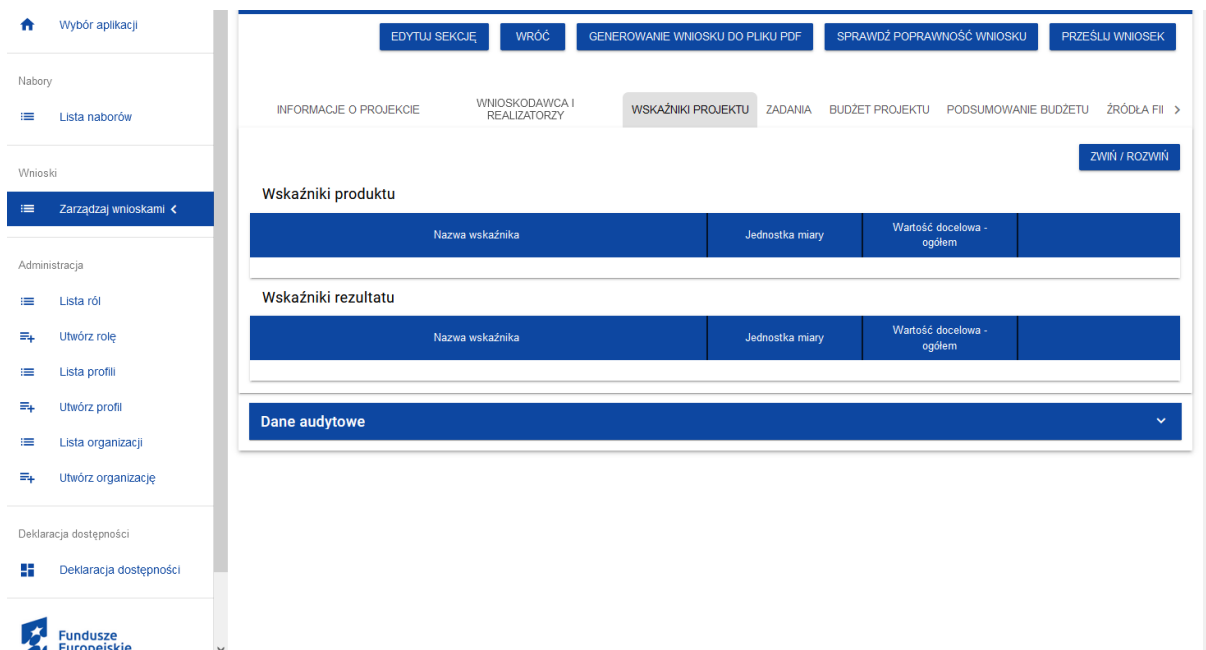 Wybór aplikacji
Nabory
Lista naborów
Wnioski
Zarządzaj wnioskami
Administracja
Lista ról
Utwórz rolę
Lista profili
Utwórz profil
Lista organizacji
Utwórz organizację
Deklaracja dostępności
Deklaracja dostępności
Fundusze
Europejskie
EDYTUJ SEKCJĘ WRÓĆ GENEROWANIE WNIOSKU DO PLIKU PDF SPRAWDŹ POPRAWNOŚĆ WNIOSKU PRZEŚLIJ WNIOSEK
INFORMACJE O PROJEKCIE
WNIOSKODAWCA I
REALIZATORZY
WSKAŹNIKI PROJEKTU ZADANIA BUDŻET PROJEKTU PODSUMOWANIE BUDŻETU ŹRÓDŁA FII
ZWIŃ / ROZWIŃ
Wskaźniki produktu
Nazwa wskaźnika
Jednostka miary
Wartość docelowa -
ogółem
Wskaźniki rezultatu
Nazwa wskaźnika
Jednostka miary
Wartość docelowa -
ogółem
Dane audytowe